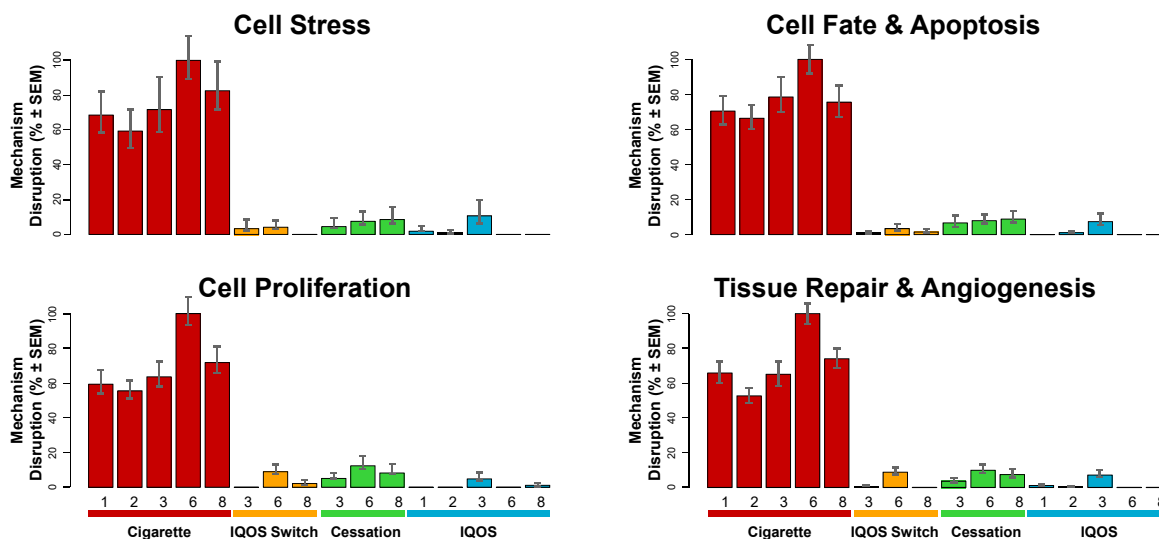 Cell Stress
Mechanism
Disruption (% ± SEM)
0 20 40 60 80 100
Cell Fate & Apoptosis
Mechanism
Disruption (% ± SEM)
0 20 40 60 80 100
Cell Proliferation
Mechanism
Disruption (% ± SEM)
0 20 40 60 80 100
1 2 3 6 8 3 6 8 3 6 8 1 2 3 6 8
Cigarette IQOS Switch Cessation IQOS
Tissue Repair & Angiogenesis
Mechanism
Disruption (% ± SEM)
0 20 40 60 80 100
1 2 3 6 8 3 6 8 3 6 8 1 2 3 6 8
Cigarette IQOS Switch Cessation IQOS